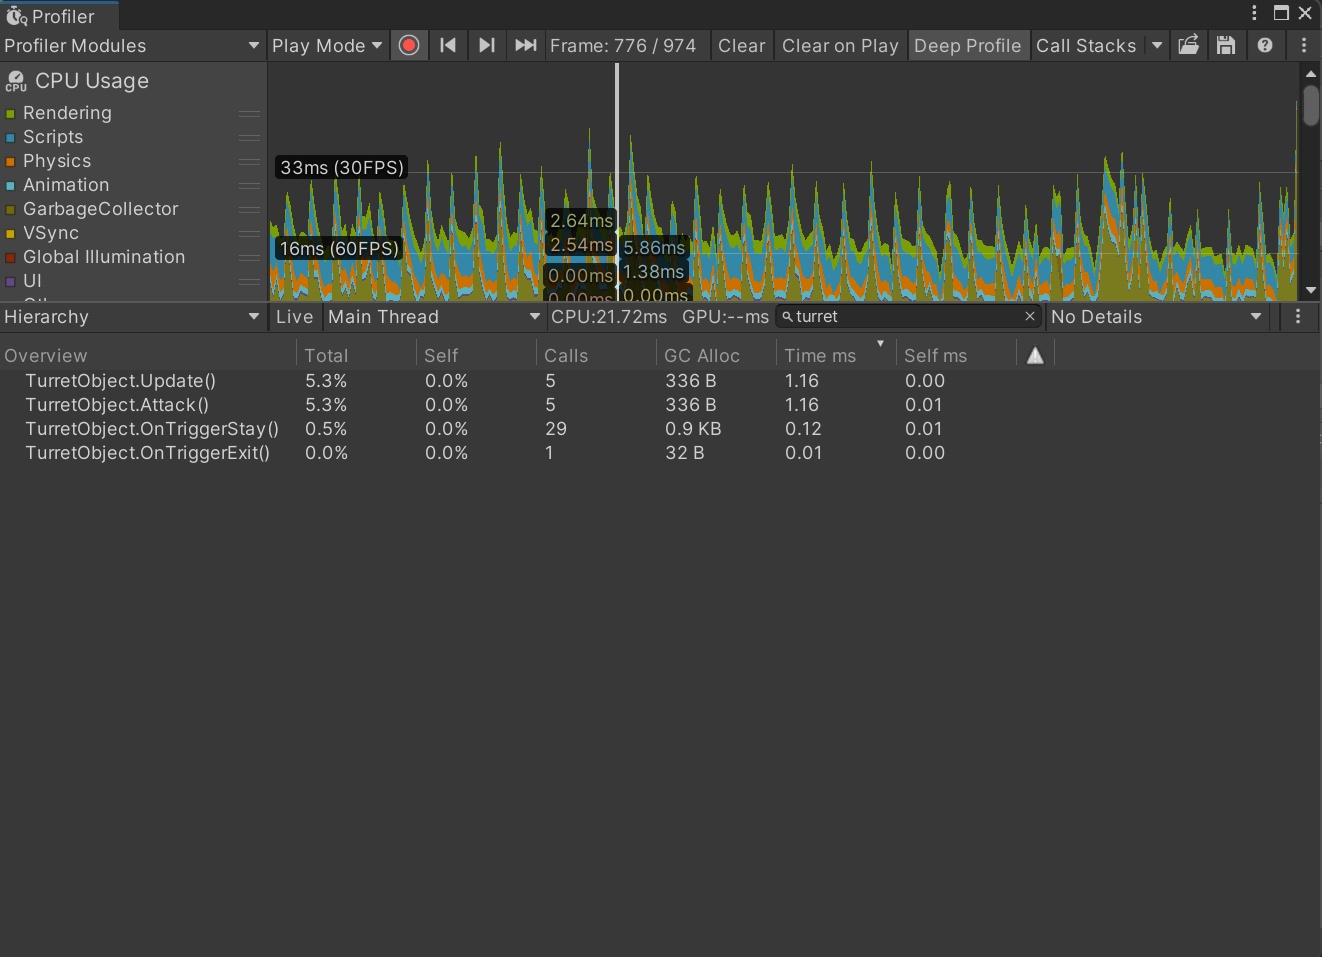 Profiler
Profiler Modules Play Mode Frame: 776 / 974 Clear Clear on Play Deep Profile Call Stacks
CPU CPU Usage
Rendering
Scripts
Physics
Animation
GarbageCollector
VSync
Global Illumination
UI
33ms (30FPS)
16ms (60FPS)
2.64ms
2.54ms
5.86ms
0.00ms
1.38ms
0.00ms
0.00ms
Hierarchy Live Main Thread CPU:21.72ms GPU:--ms turret No Details
Overview Total Self Calls GC Alloc Time ms Self ms
TurretObject.Update() 5.3% 0.0% 5 336 B 1.16 0.00
TurretObject.Attack() 5.3% 0.0% 5 336 B 1.16 0.01
TurretObject.OnTriggerStay() 0.5% 0.0% 29 0.9 KB 0.12 0.01
TurretObject.OnTriggerExit() 0.0% 0.0% 1 32 B 0.01 0.00